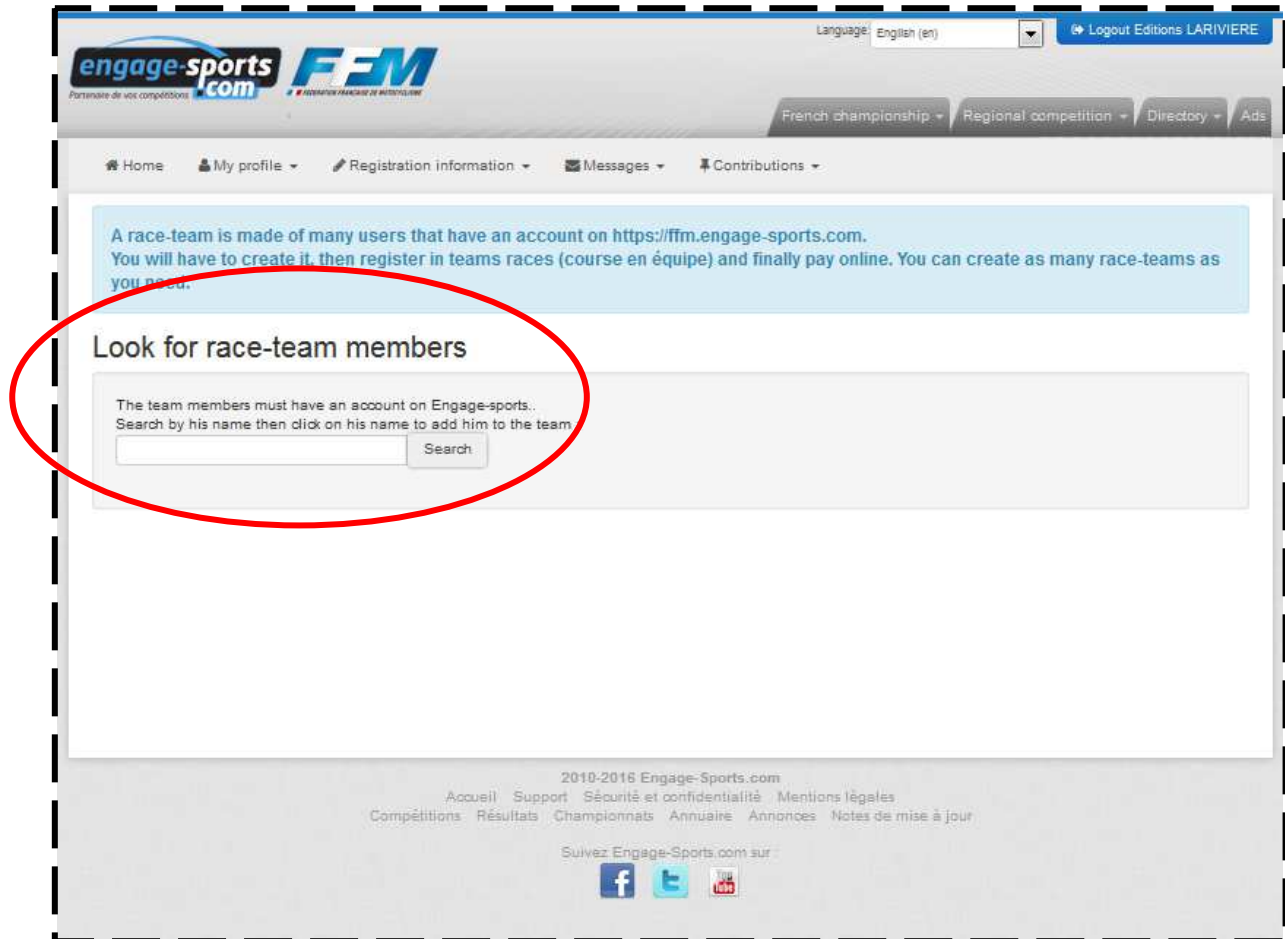 Language: English (en) Logout Editions LARIVIERE
engage-sports
.com
Partenaire de vos compétitions
FFM
FEDERATION FRANCAISE DE MOTOCYCLISME
French championship Regional competition Directory Ads
Home My profile Registration information Messages Contributions
A race-team is made of many users that have an account on https://ffm.engage-sports.com.
You will have to create it, then register in teams races (course en équipe) and finally pay online. You can create as many race-teams as
you need.
Look for race-team members
The team members must have an account on Engage-sports..
Search by his name then click on his name to add him to the team
Search
2010-2016 Engage-Sports.com
Accueil Support Sécurité et confidentialité Mentions légales
Compétitions Résultats Championnats Annuaire Annonces Notes de mise à jour
Suivez Engage-Sports.com sur :
f t You Tube